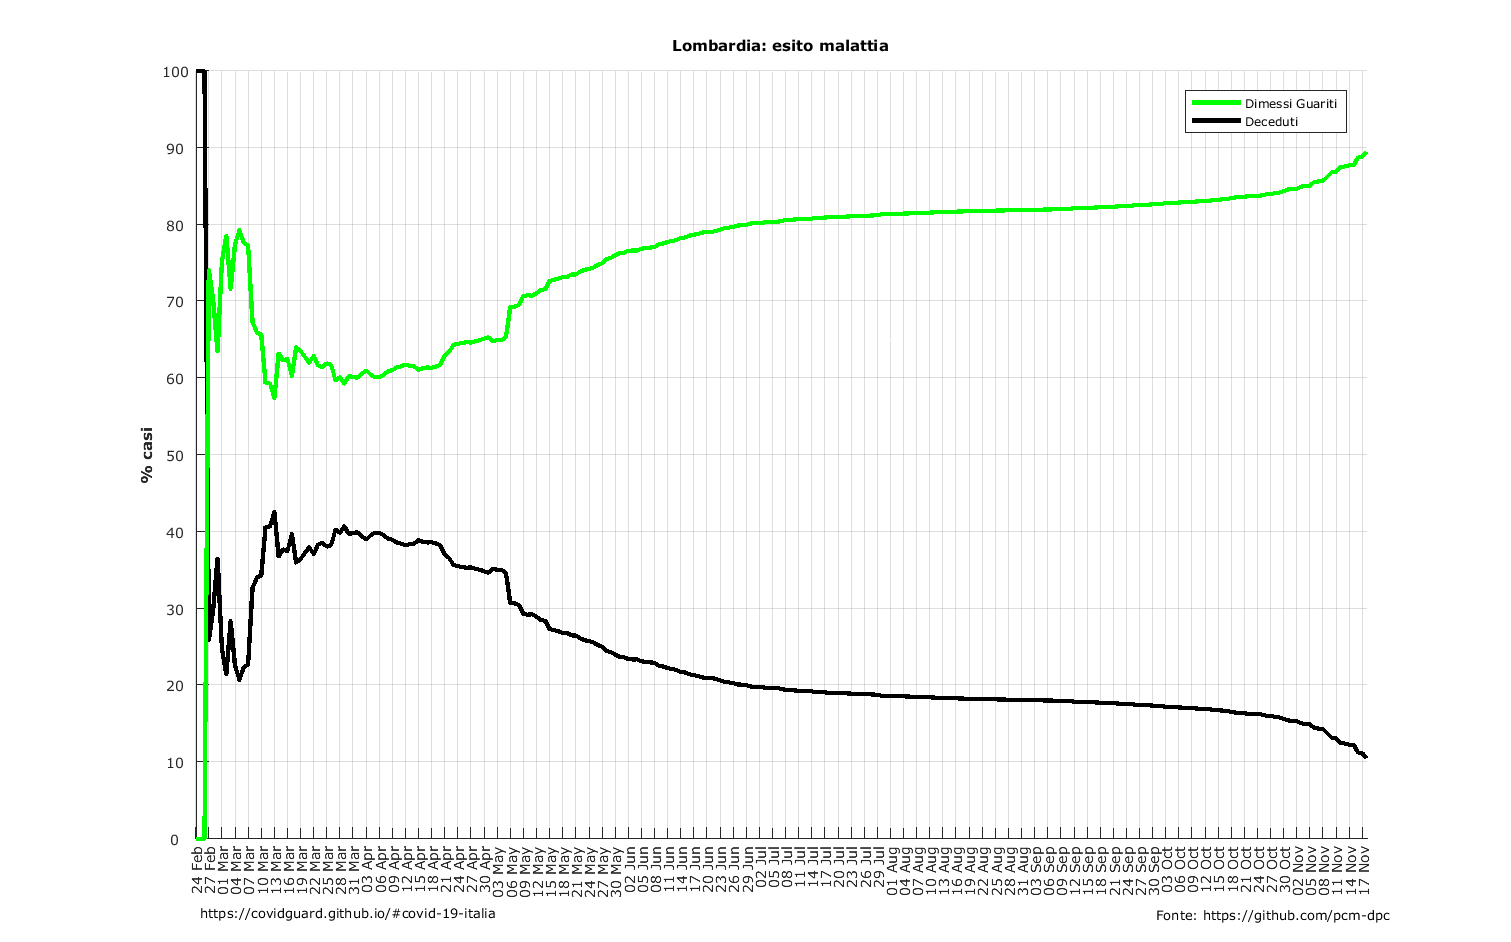 Lombardia: esito malattia
100
90
80
70
60
50
40
30
20
10
0
% casi
Dimessi Guariti
Deceduti
24 Feb
27 Feb
01 Mar
04 Mar
07 Mar
10 Mar
13 Mar
16 Mar
19 Mar
22 Mar
25 Mar
28 Mar
31 Mar
03 Apr
06 Apr
09 Apr
12 Apr
15 Apr
18 Apr
21 Apr
24 Apr
27 Apr
30 Apr
03 May
06 May
09 May
12 May
15 May
18 May
21 May
24 May
27 May
30 May
02 Jun
05 Jun
08 Jun
11 Jun
14 Jun
17 Jun
20 Jun
23 Jun
26 Jun
29 Jun
02 Jul
05 Jul
08 Jul
11 Jul
14 Jul
17 Jul
20 Jul
23 Jul
26 Jul
29 Jul
01 Aug
04 Aug
07 Aug
10 Aug
13 Aug
16 Aug
19 Aug
22 Aug
25 Aug
28 Aug
31 Aug
03 Sep
06 Sep
09 Sep
12 Sep
15 Sep
18 Sep
21 Sep
24 Sep
27 Sep
30 Sep
03 Oct
06 Oct
09 Oct
12 Oct
15 Oct
18 Oct
21 Oct
24 Oct
27 Oct
30 Oct
02 Nov
05 Nov
08 Nov
11 Nov
14 Nov
17 Nov
https://covidguard.github.io/#covid-19-italia
Fonte: https://github.com/pcm-dpc